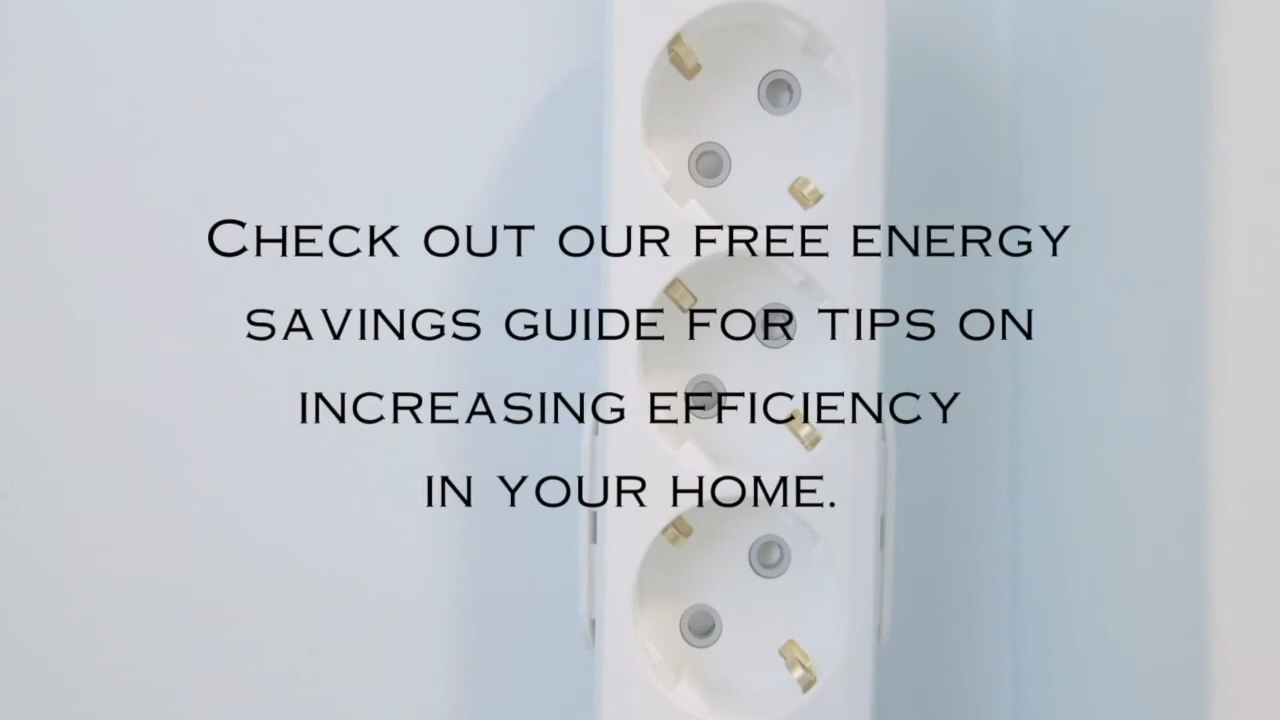 Check out our free energy
savings guide for tips on
increasing efficiency
in your home.